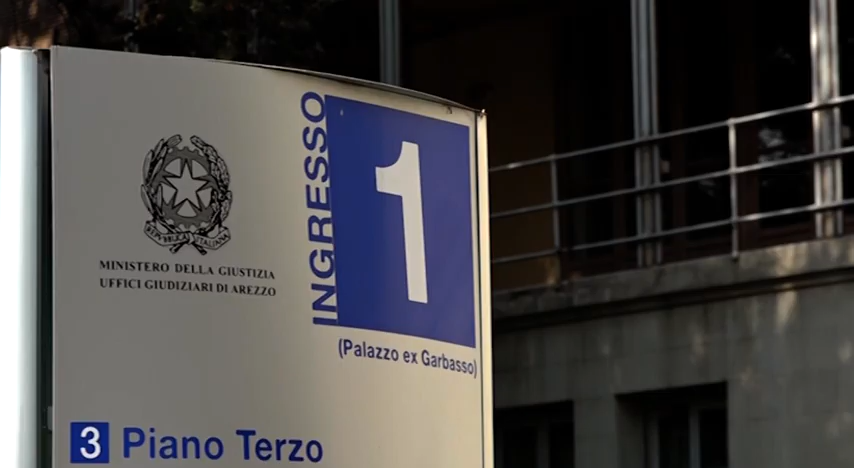 REPVBBLICA ITALIANA
MINISTERO DELLA GIUSTIZIA
UFFICI GIUDIZIARI DI AREZZO
INGRESSO
1
(Palazzo ex Garbasso)
3 Piano Terzo